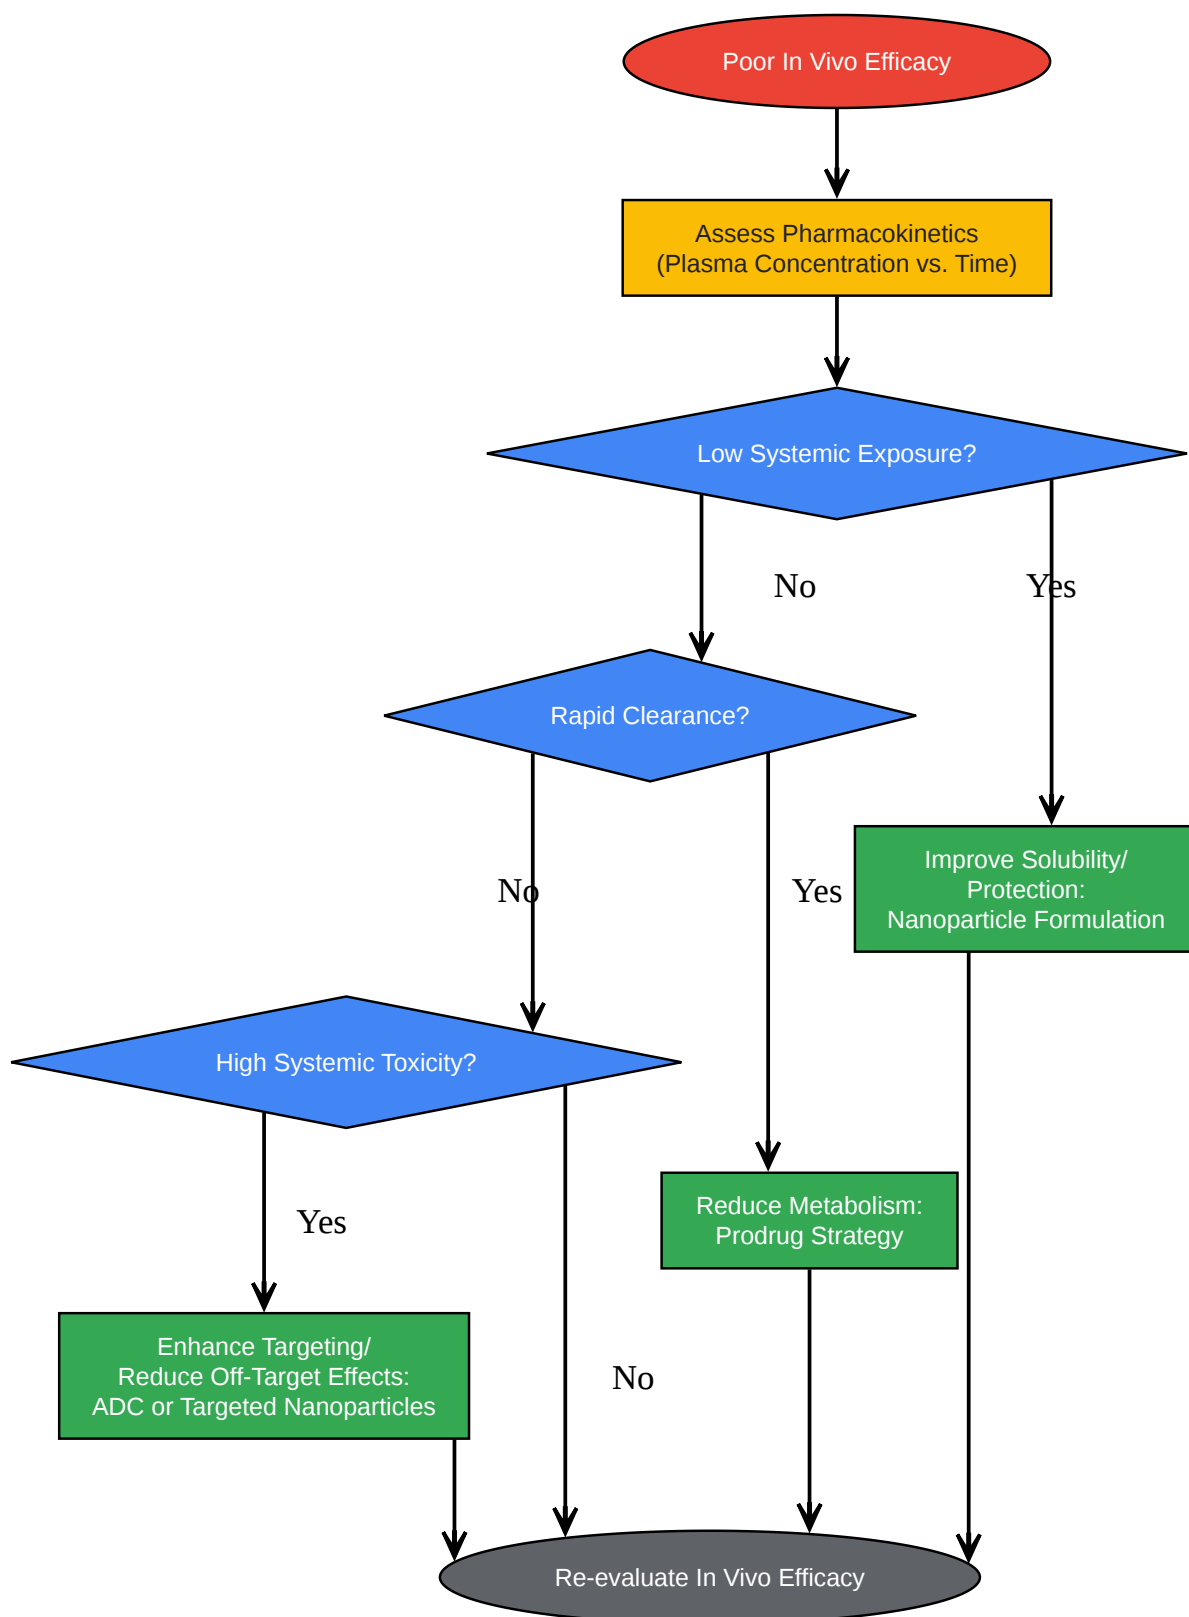 Poor In Vivo Efficacy
Assess Pharmacokinetics
(Plasma Concentration vs. Time)
Low Systemic Exposure?
No
Yes
Rapid Clearance?
No
Yes
Improve Solubility/
Protection:
Nanoparticle Formulation
High Systemic Toxicity?
Yes
Reduce Metabolism:
Prodrug Strategy
Enhance Targeting/
Reduce Off-Target Effects:
ADC or Targeted Nanoparticles
No
Re-evaluate In Vivo Efficacy